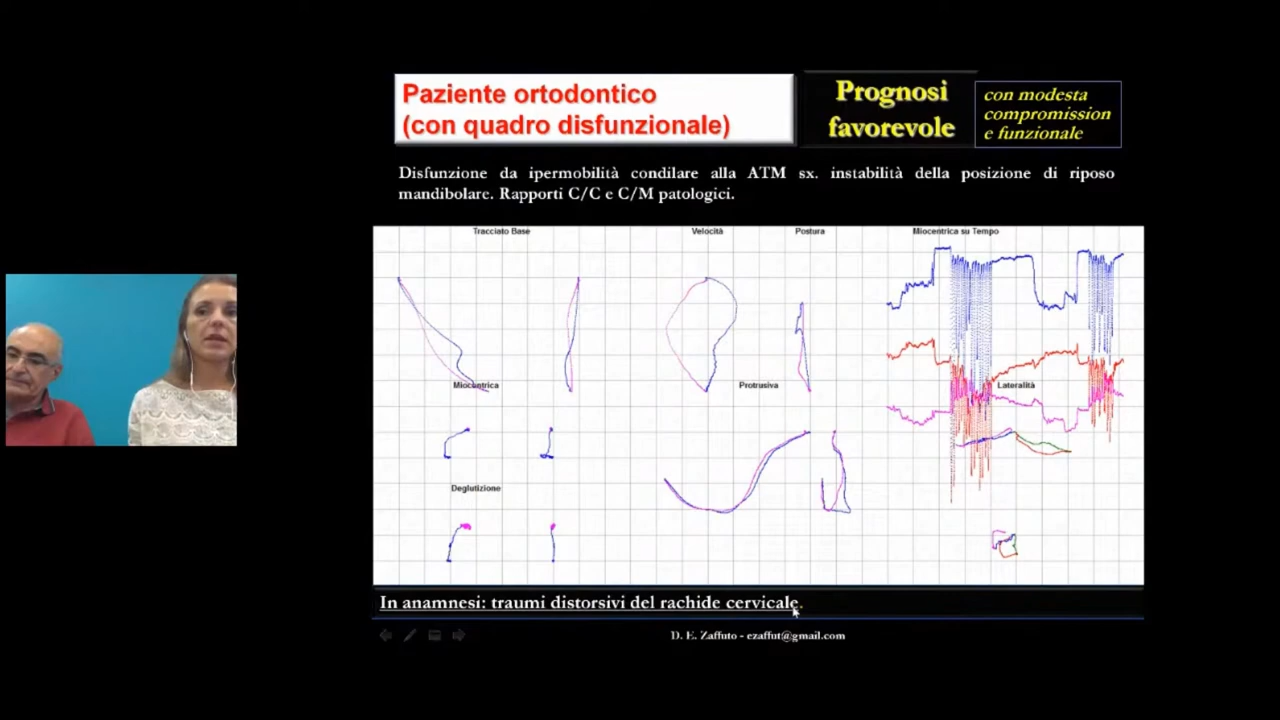 Paziente ortodontico
(con quadro disfunzionale)
Prognosi
favorevole
con modesta
compromission
e funzionale
Disfunzione da ipermobilità condilare alla ATM sx. instabilità della posizione di riposo
mandibolare. Rapporti C/C e C/M patologici.
Tracciato Base
Velocità
Postura
Miocentrica su Tempo
Miocentrica
Protrusiva
Lateralità
Deglutizione
In anamnesi: traumi distorsivi del rachide cervicale.
D. E. Zaffuto - ezaffut@gmail.com